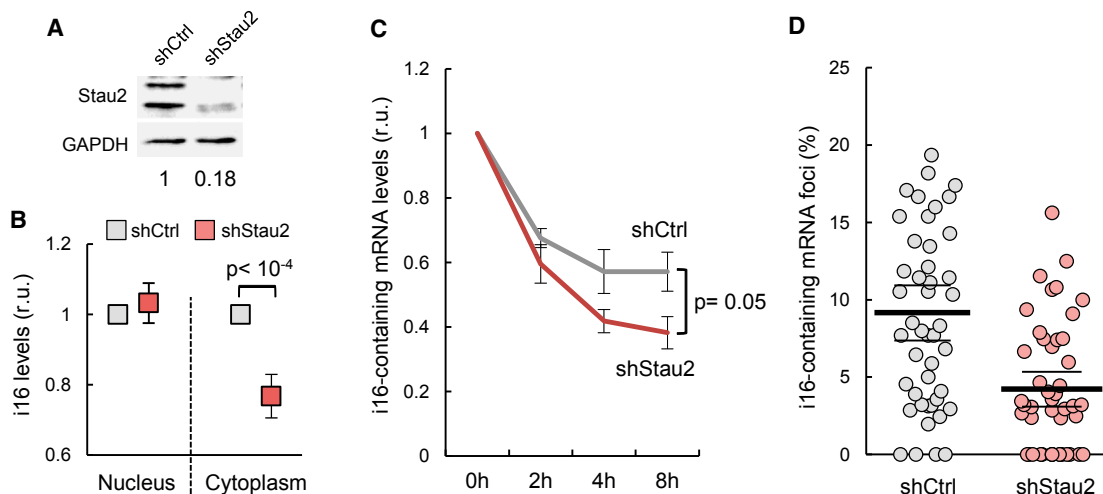 A
shCtrl
shStau2
Stau2
GAPDH
1
0.18
B
shCtrl
shStau2
i16 levels (r.u.)
1.2
1
0.8
0.6
p< 10-4
Nucleus
Cytoplasm
C
i16-containing mRNA levels (r.u.)
1
0.8
0.6
0.4
0.2
0
shCtrl
p= 0.05
shStau2
0h
2h
4h
8h
D
i16-containing mRNA foci (%)
25
20
15
10
5
0
shCtrl
shStau2